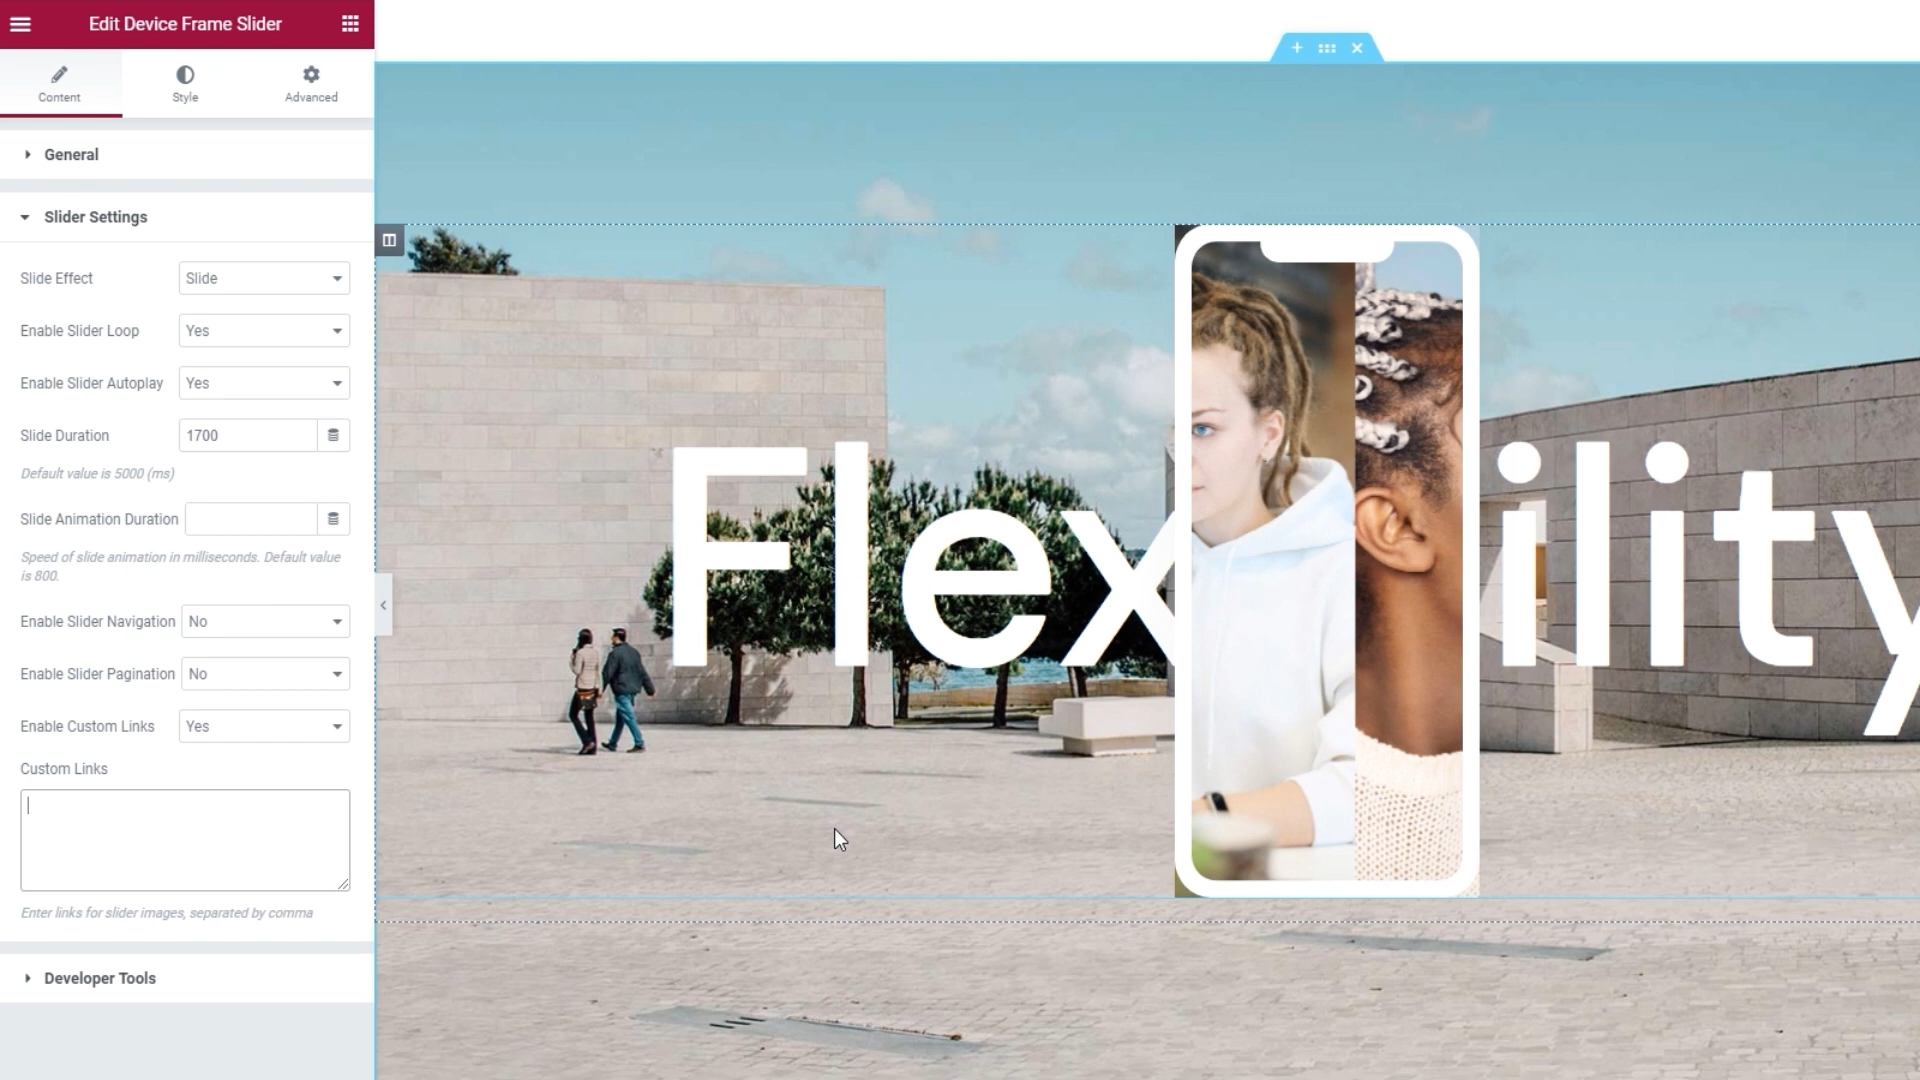 Edit Device Frame Slider
Content
Style
Advanced
General
Slider Settings
Slide Effect
Slide
Enable Slider Loop
Yes
Enable Slider Autoplay
Yes
Slide Duration
1700
Default value is 5000 (ms)
Slide Animation Duration
Speed of slide animation in milliseconds. Default value
is 800.
Enable Slider Navigation
No
Enable Slider Pagination
No
Enable Custom Links
Yes
Custom Links
Enter links for slider images, separated by comma
Developer Tools
Flex ility